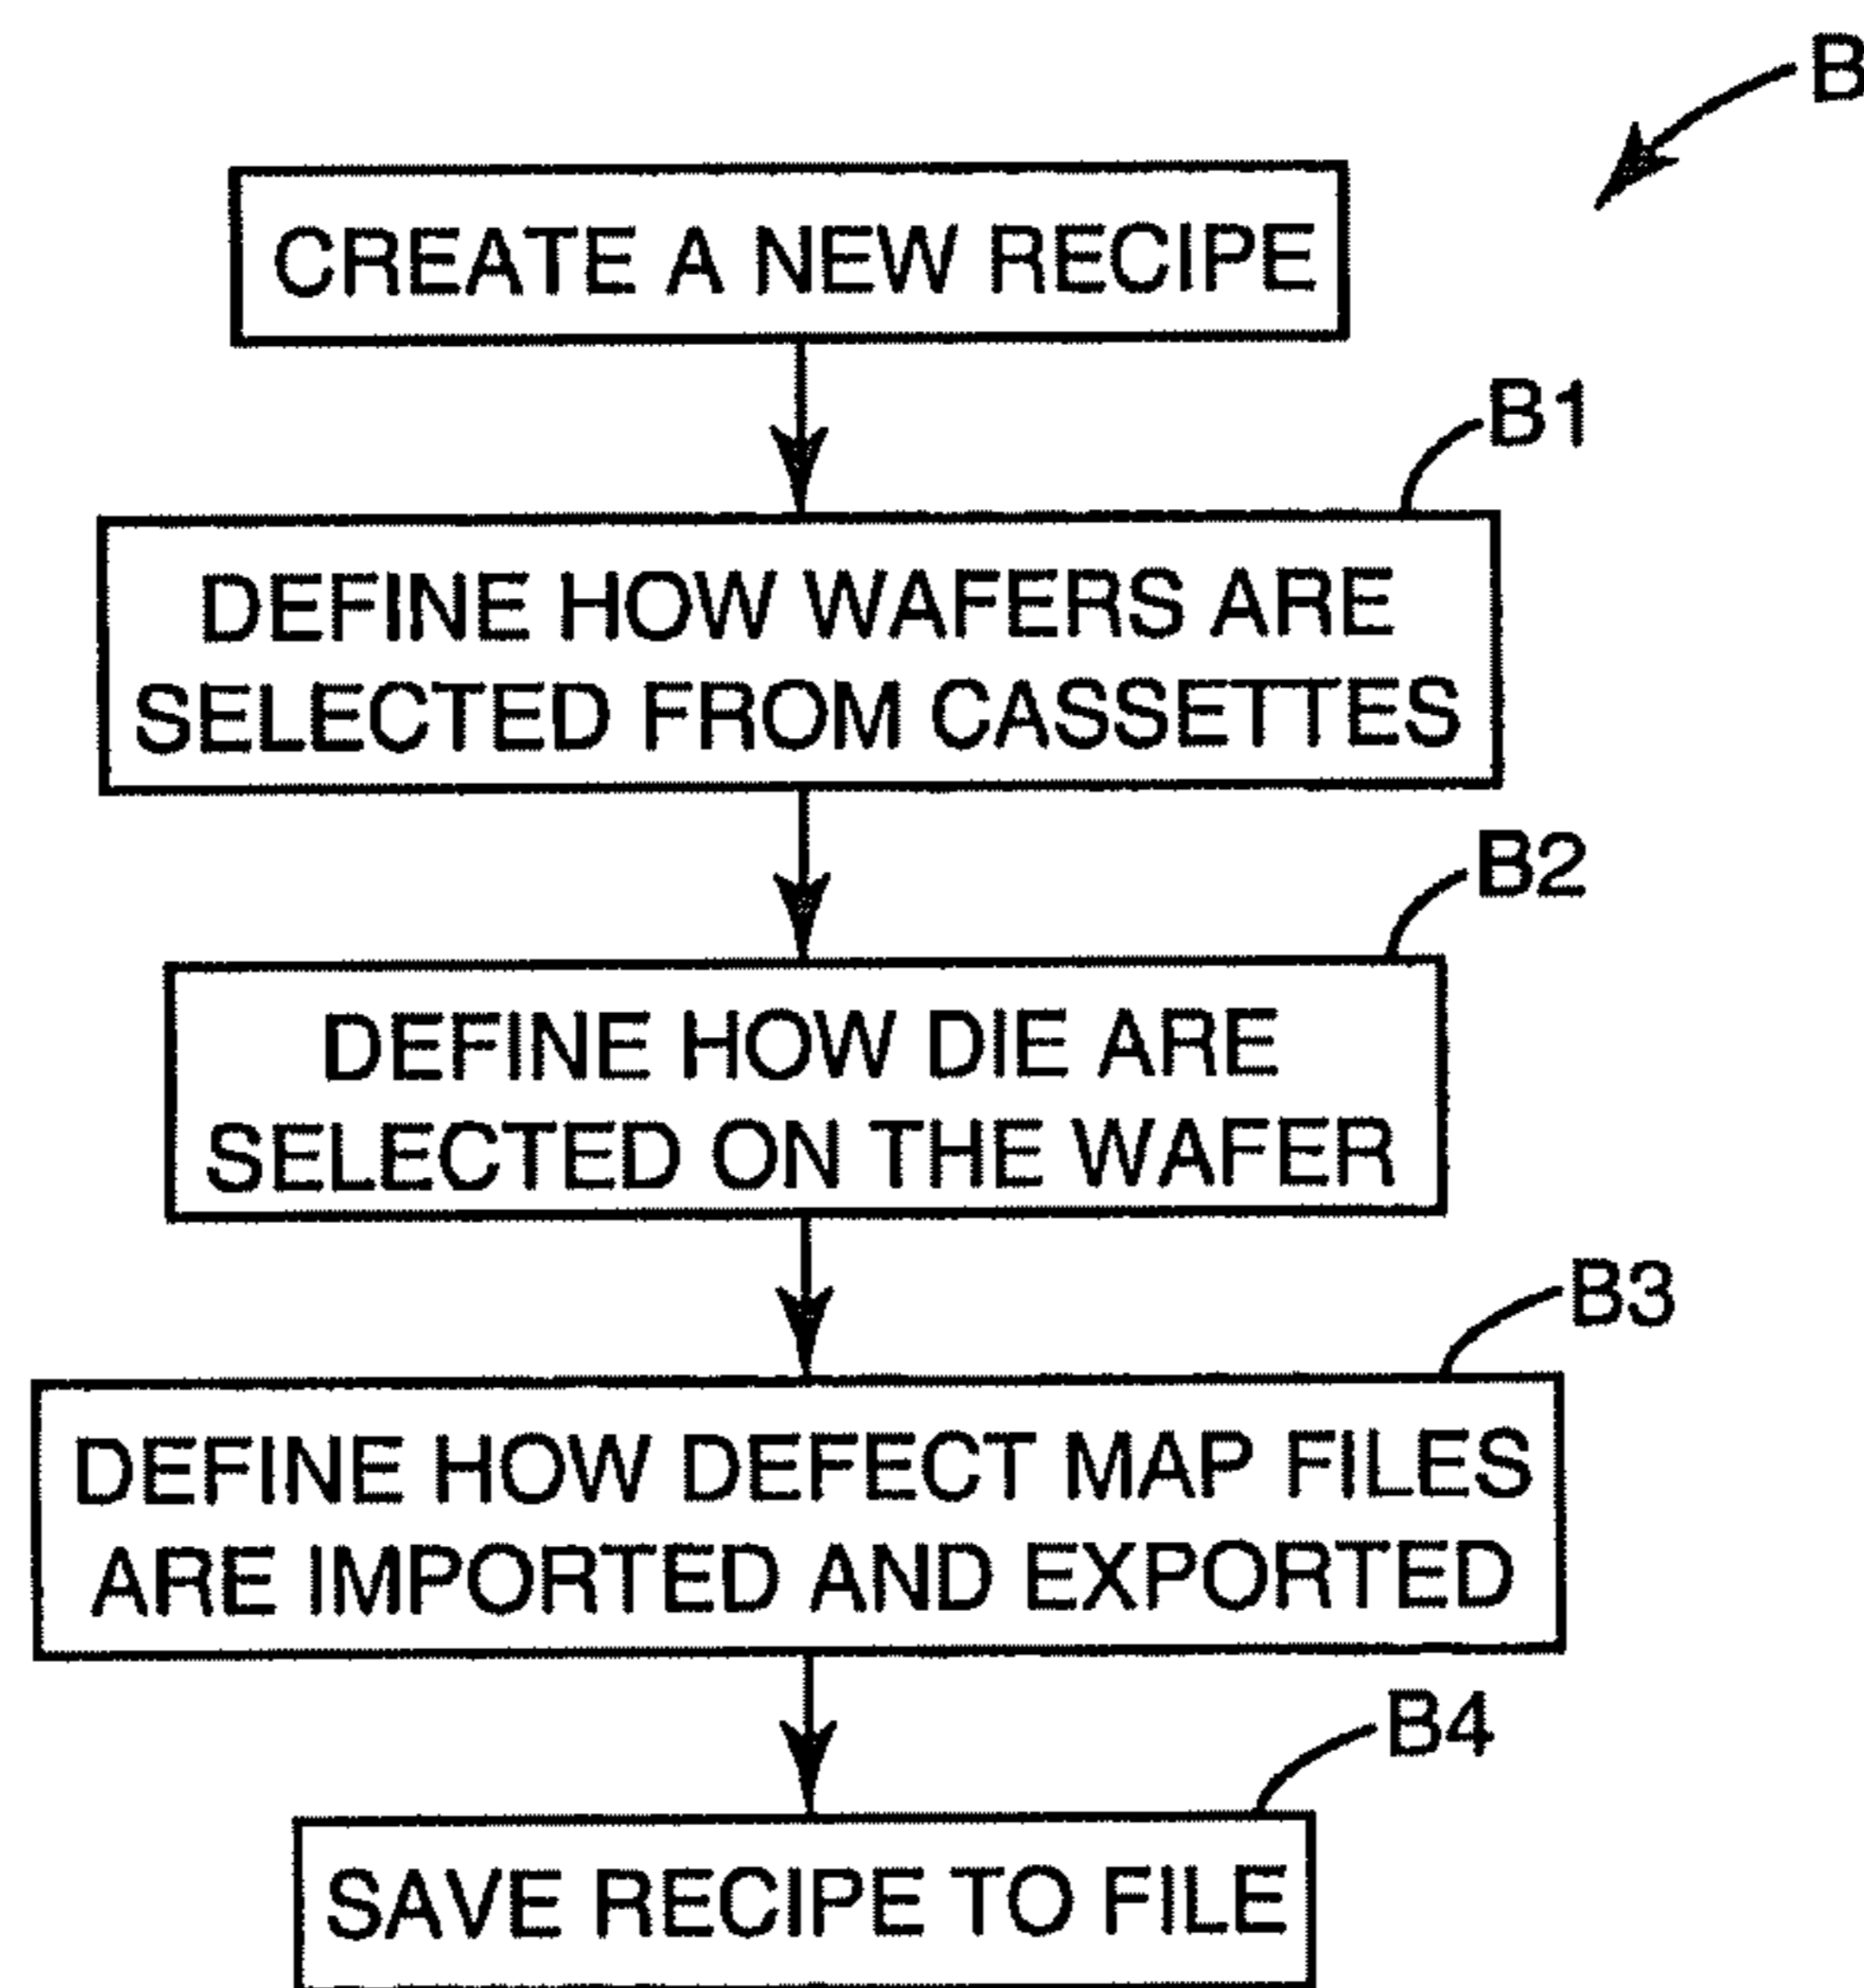 B
CREATE A NEW RECIPE
B1
DEFINE HOW WAFERS ARE
SELECTED FROM CASSETTES
B2
DEFINE HOW DIE ARE
SELECTED ON THE WAFER
B3
DEFINE HOW DEFECT MAP FILES
ARE IMPORTED AND EXPORTED
B4
SAVE RECIPE TO FILE